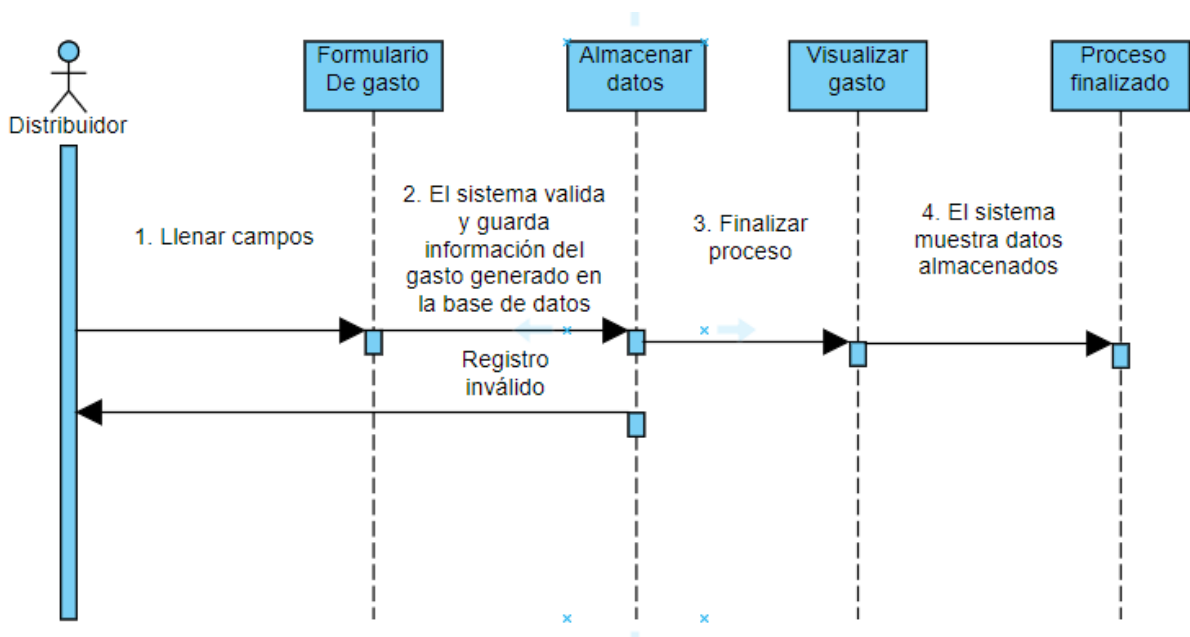 Formulario
De gasto
Almacenar
datos
Visualizar
gasto
Proceso
finalizado
Distribuidor
1. Llenar campos
2. El sistema valida
y guarda
información del
gasto generado en
la base de datos
3. Finalizar
proceso
4. El sistema
muestra datos
almacenados
Registro
inválido